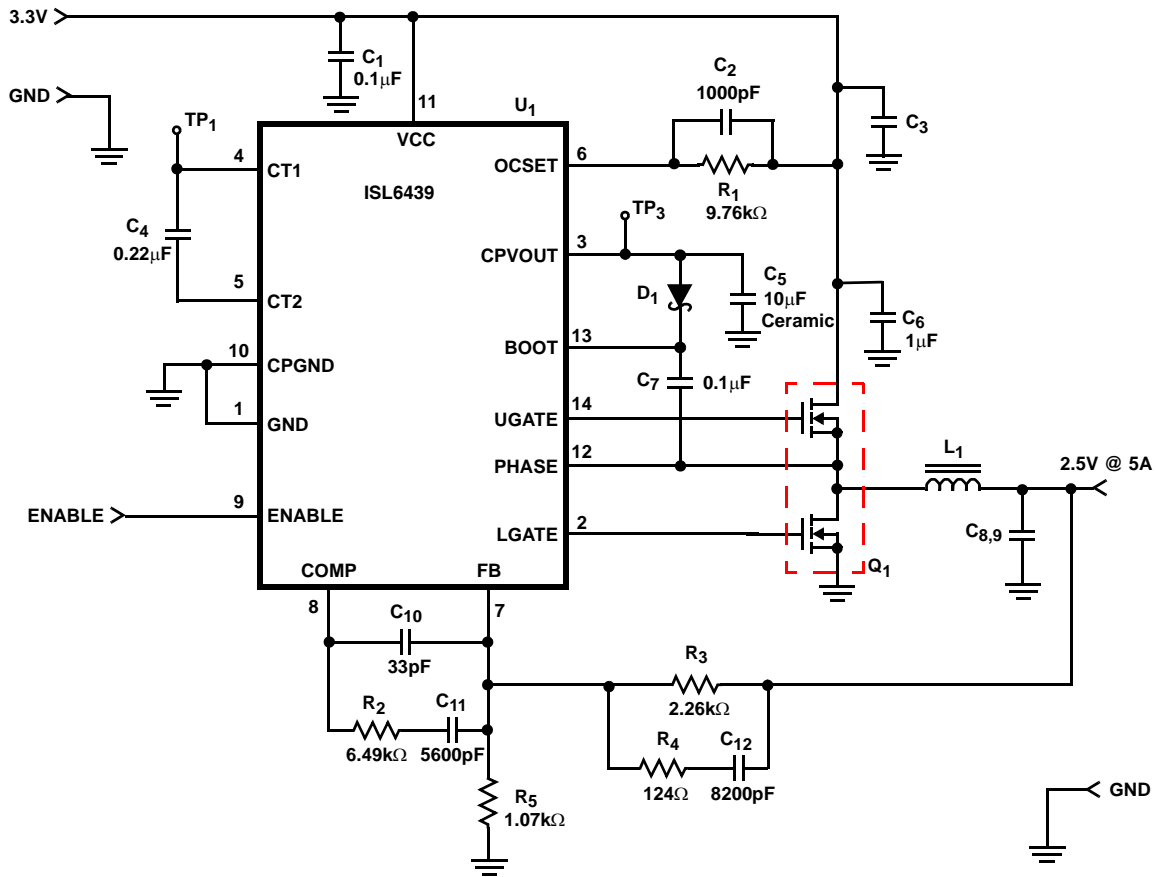 3.3V
C1
0.1μF
GND
11
U1
VCC
TP1
4
CT1
ISL6439
OCSET
6
C2
1000pF
R1
9.76kΩ
C3
C4
0.22μF
5
CT2
TP3
CPVOUT
3
D1
C5
10μF
Ceramic
C6
1μF
10
CPGND
BOOT
13
C7
0.1μF
1
GND
UGATE
14
PHASE
12
L1
2.5V @ 5A
ENABLE
9
ENABLE
LGATE
2
C8,9
Q1
COMP
FB
8
7
C10
33pF
R2
6.49kΩ
C11
5600pF
R3
2.26kΩ
R4
124Ω
C12
8200pF
R5
1.07kΩ
GND